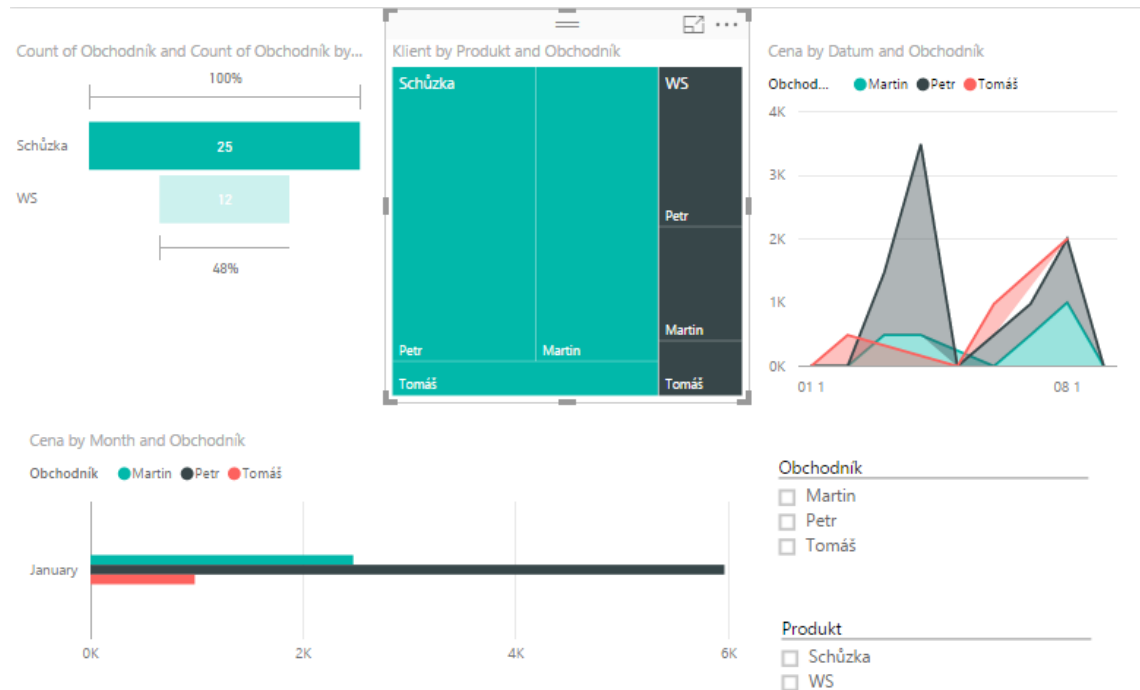 Count of Obchodník and Count of Obchodník by...
100%
Schůzka
25
WS
12
48%
Klient by Produkt and Obchodník
Schůzka
WS
Petr
Martin
Petr
Martin
Tomáš
Tomáš
Cena by Datum and Obchodník
Obchod... Martin Petr Tomáš
4K
3K
2K
1K
0K
01 1 08 1
Cena by Month and Obchodník
Obchodník Martin Petr Tomáš
January
0K 2K 4K 6K
Obchodník
Martin
Petr
Tomáš
Produkt
Schůzka
WS